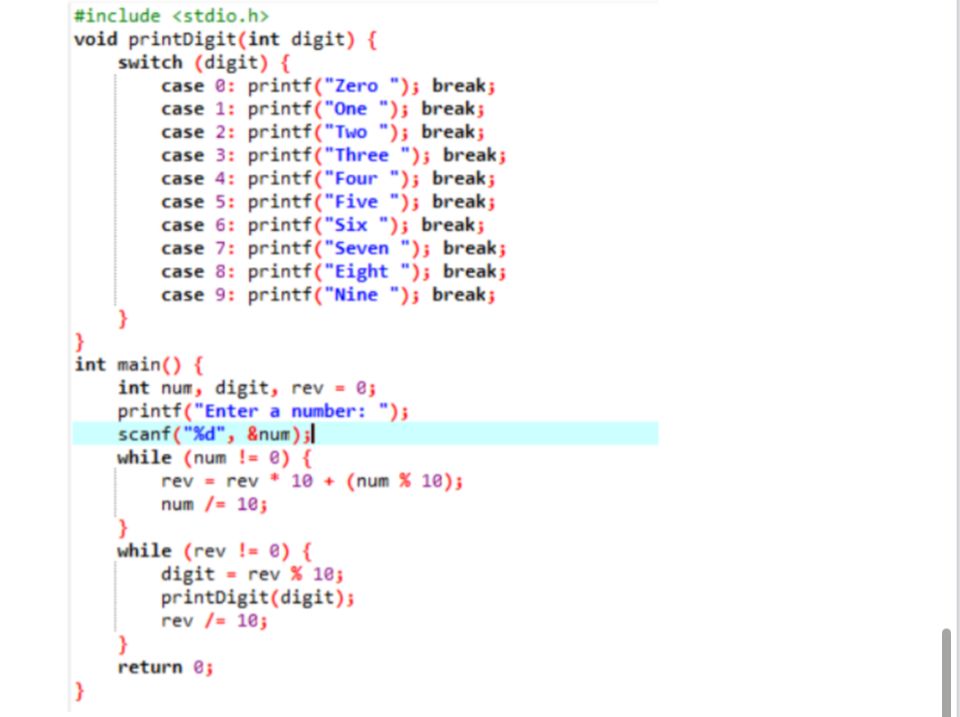 #include <stdio.h>
void printDigit(int digit) {
    switch (digit) {
        case 0: printf("Zero "); break;
        case 1: printf("One "); break;
        case 2: printf("Two "); break;
        case 3: printf("Three "); break;
        case 4: printf("Four "); break;
        case 5: printf("Five "); break;
        case 6: printf("Six "); break;
        case 7: printf("Seven "); break;
        case 8: printf("Eight "); break;
        case 9: printf("Nine "); break;
    }
}
int main() {
    int num, digit, rev = 0;
    printf("Enter a number: ");
    scanf("%d", &num);
    while (num != 0) {
        rev = rev * 10 + (num % 10);
        num /= 10;
    }
    while (rev != 0) {
        digit = rev % 10;
        printDigit(digit);
        rev /= 10;
    }
    return 0;
}